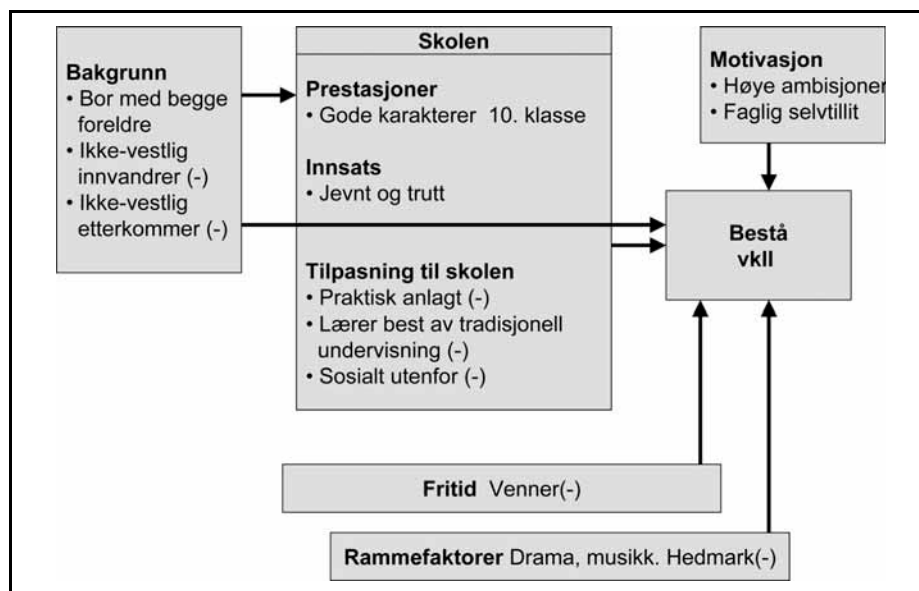 Bakgrunn
• Bor med begge
foreldre
• Ikke-vestlig
innvandrer (-)
• Ikke-vestlig
etterkommer (-)
Skolen
Prestasjoner
• Gode karakterer 10. klasse
Innsats
• Jevnt og trutt
Tilpasning til skolen
• Praktisk anlagt (-)
• Lærer best av tradisjonell
undervisning (-)
• Sosialt utenfor (-)
Motivasjon
• Høye ambisjoner
• Faglig selvtillit
Bestå
vkII
Fritid Venner(-)
Rammefaktorer Drama, musikk. Hedmark(-)